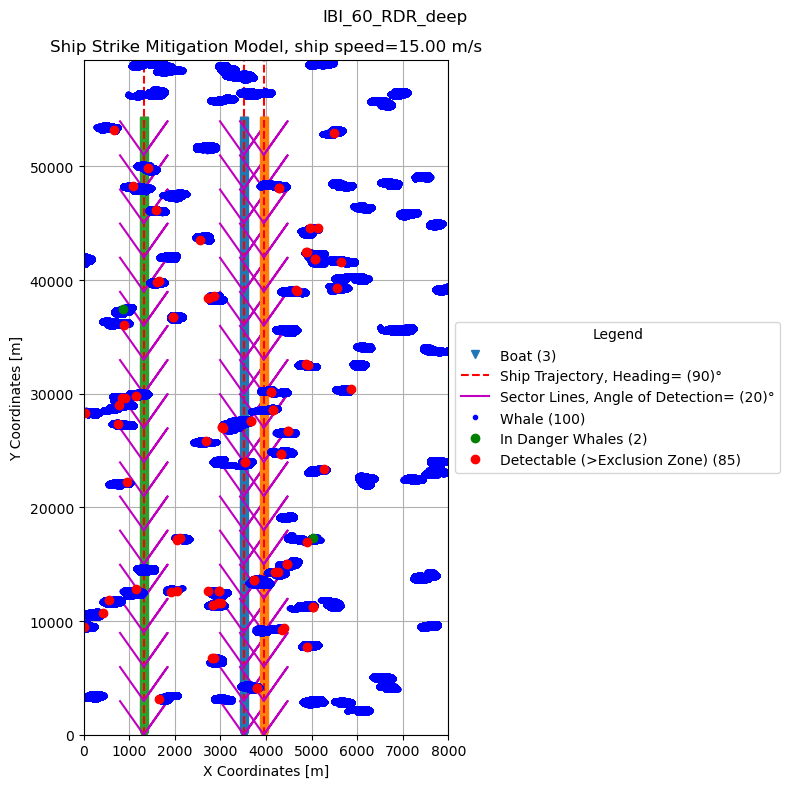 IBI_60_RDR_deep
Ship Strike Mitigation Model, ship speed=15.00 m/s
Y Coordinates [m]
50000
40000
30000
20000
10000
0
0 1000 2000 3000 4000 5000 6000 7000 8000
X Coordinates [m]
Legend
Boat (3)
Ship Trajectory, Heading= (90)°
Sector Lines, Angle of Detection= (20)°
Whale (100)
In Danger Whales (2)
Detectable (>Exclusion Zone) (85)